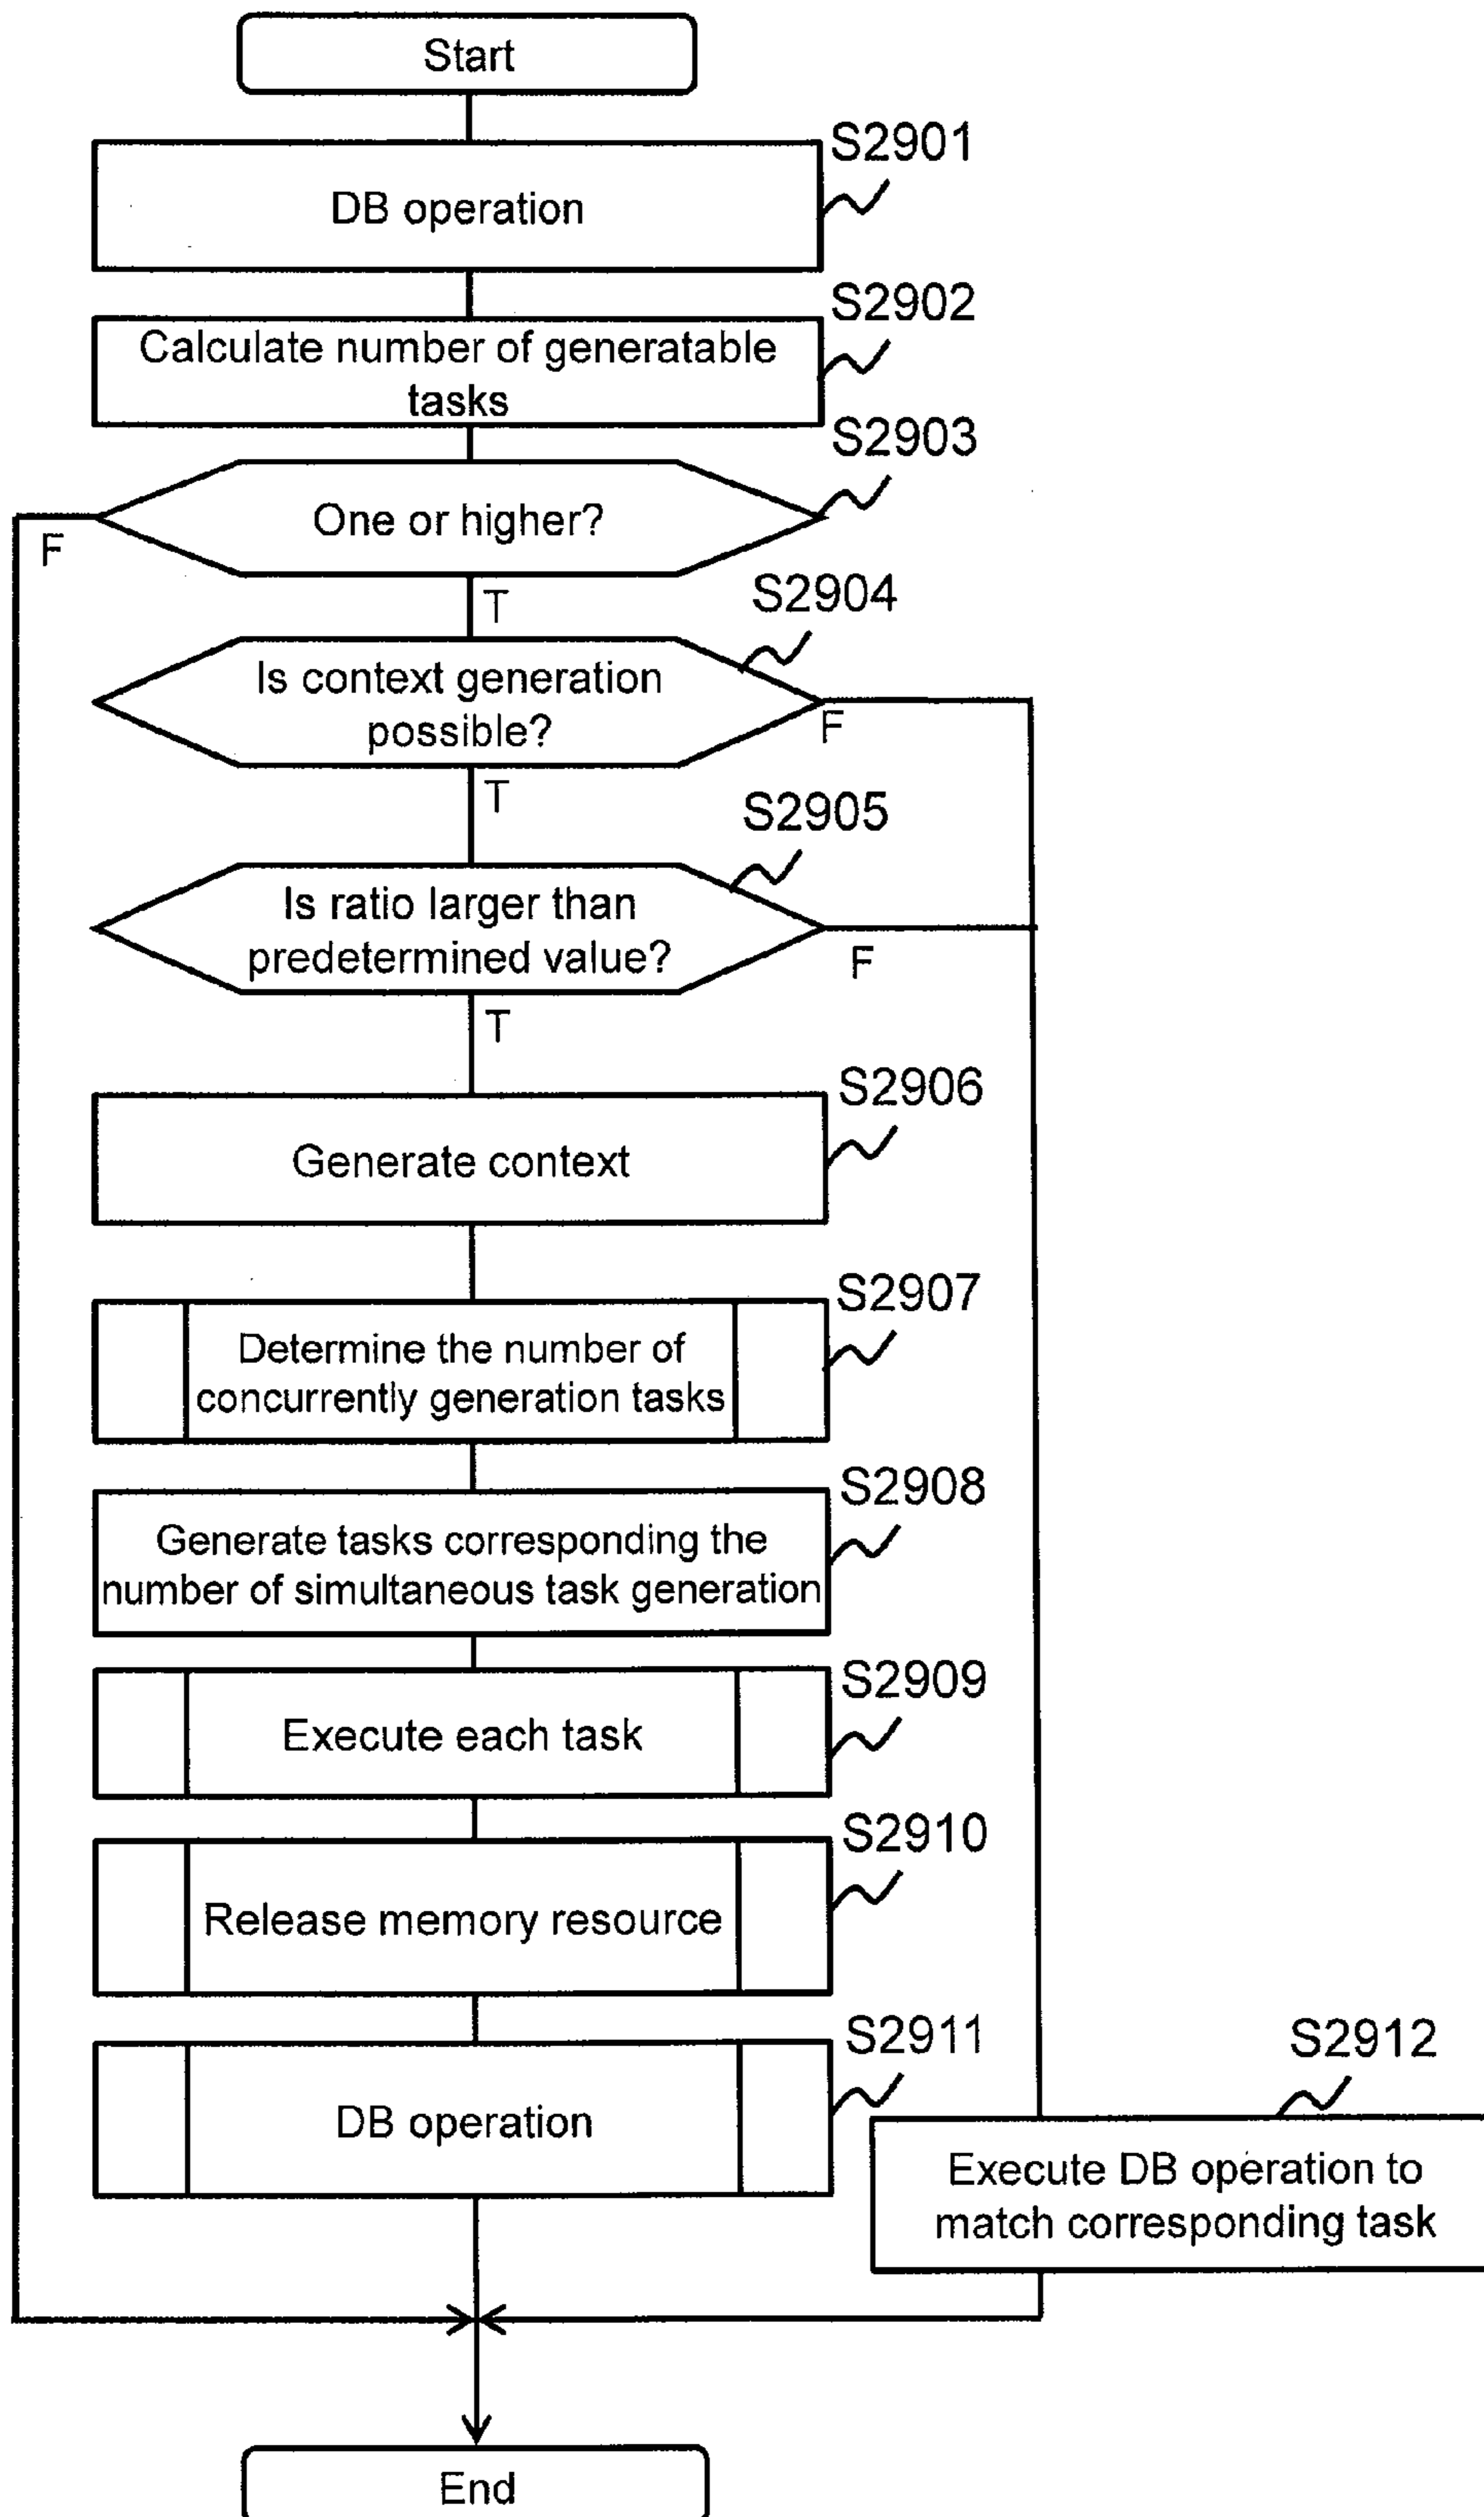 Start
S2901
DB operation
S2902
Calculate number of generatable
tasks
S2903
One or higher?
F
T
S2904
Is context generation
possible?
F
T
S2905
Is ratio larger than
predetermined value?
F
T
S2906
Generate context
S2907
Determine the number of
concurrently generation tasks
S2908
Generate tasks corresponding the
number of simultaneous task generation
S2909
Execute each task
S2910
Release memory resource
S2911
DB operation
S2912
Execute DB operation to
match corresponding task
End